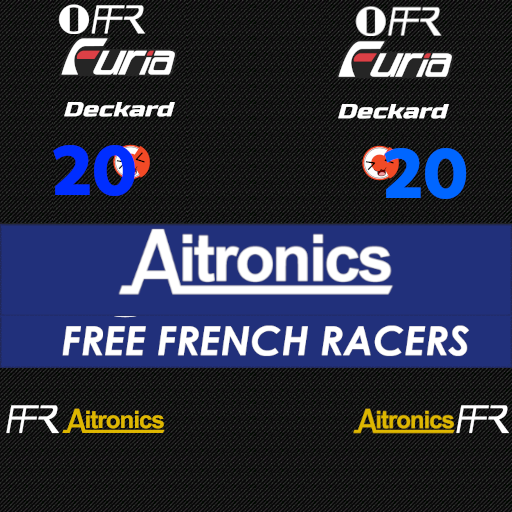 FFR FFR
Furia Furia
Deckard Deckard
20 20
Aitronics
FREE FRENCH RACERS
FFR Aitronics Aitronics FFR